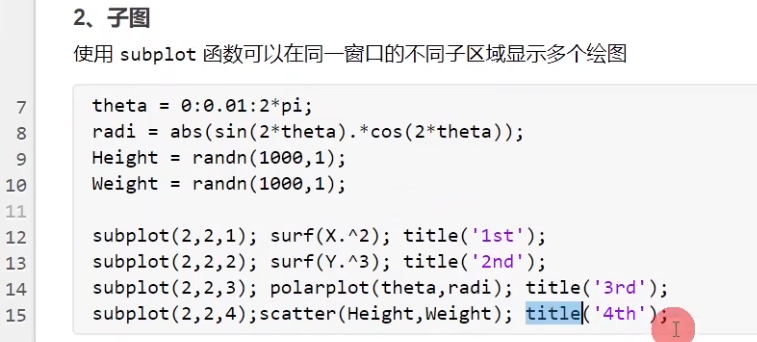 2、子图
使用 subplot 函数可以在同一窗口的不同子区域显示多个绘图
7 theta = 0:0.01:2*pi;
8 radi = abs(sin(2*theta).*cos(2*theta));
9 Height = randn(1000,1);
10 Weight = randn(1000,1);
11
12 subplot(2,2,1); surf(X.^2); title('1st');
13 subplot(2,2,2); surf(Y.^3); title('2nd');
14 subplot(2,2,3); polarplot(theta,radi); title('3rd');
15 subplot(2,2,4);scatter(Height,Weight); title('4th');